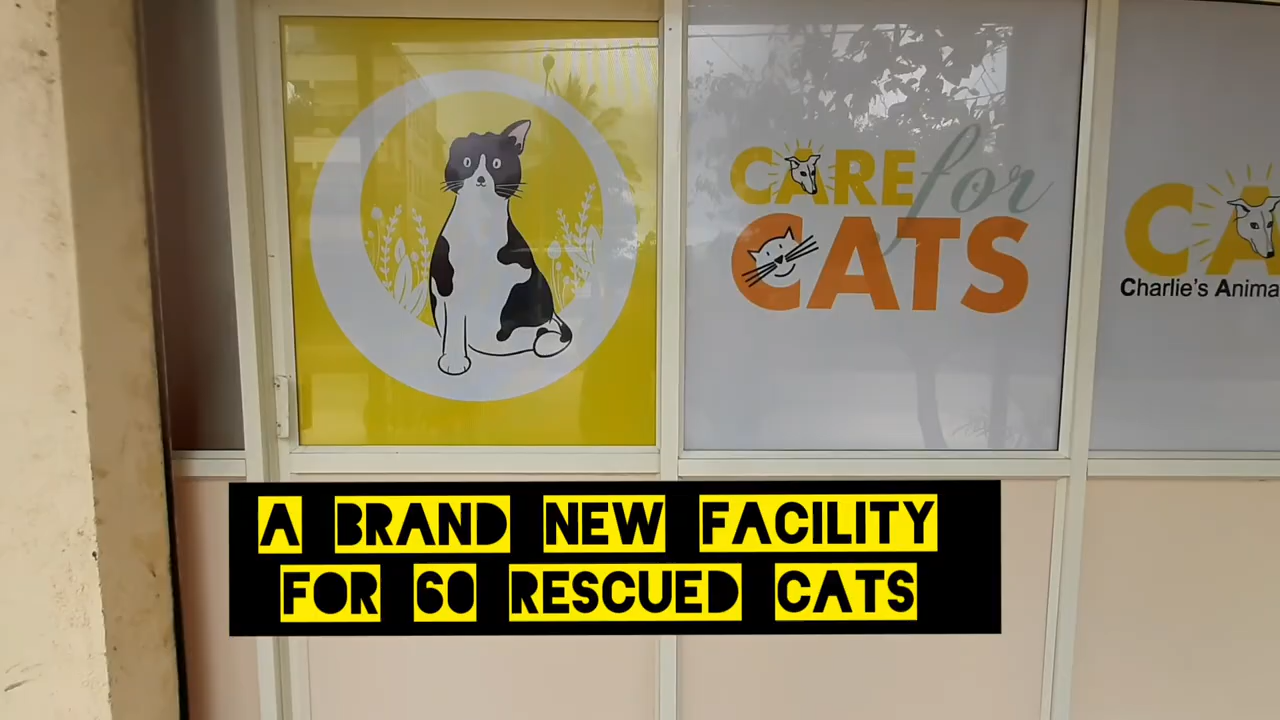 CARE for
CATS
CA
Charlie's Anima
A BRAND NEW FACILITY
FOR 60 RESCUED CATS